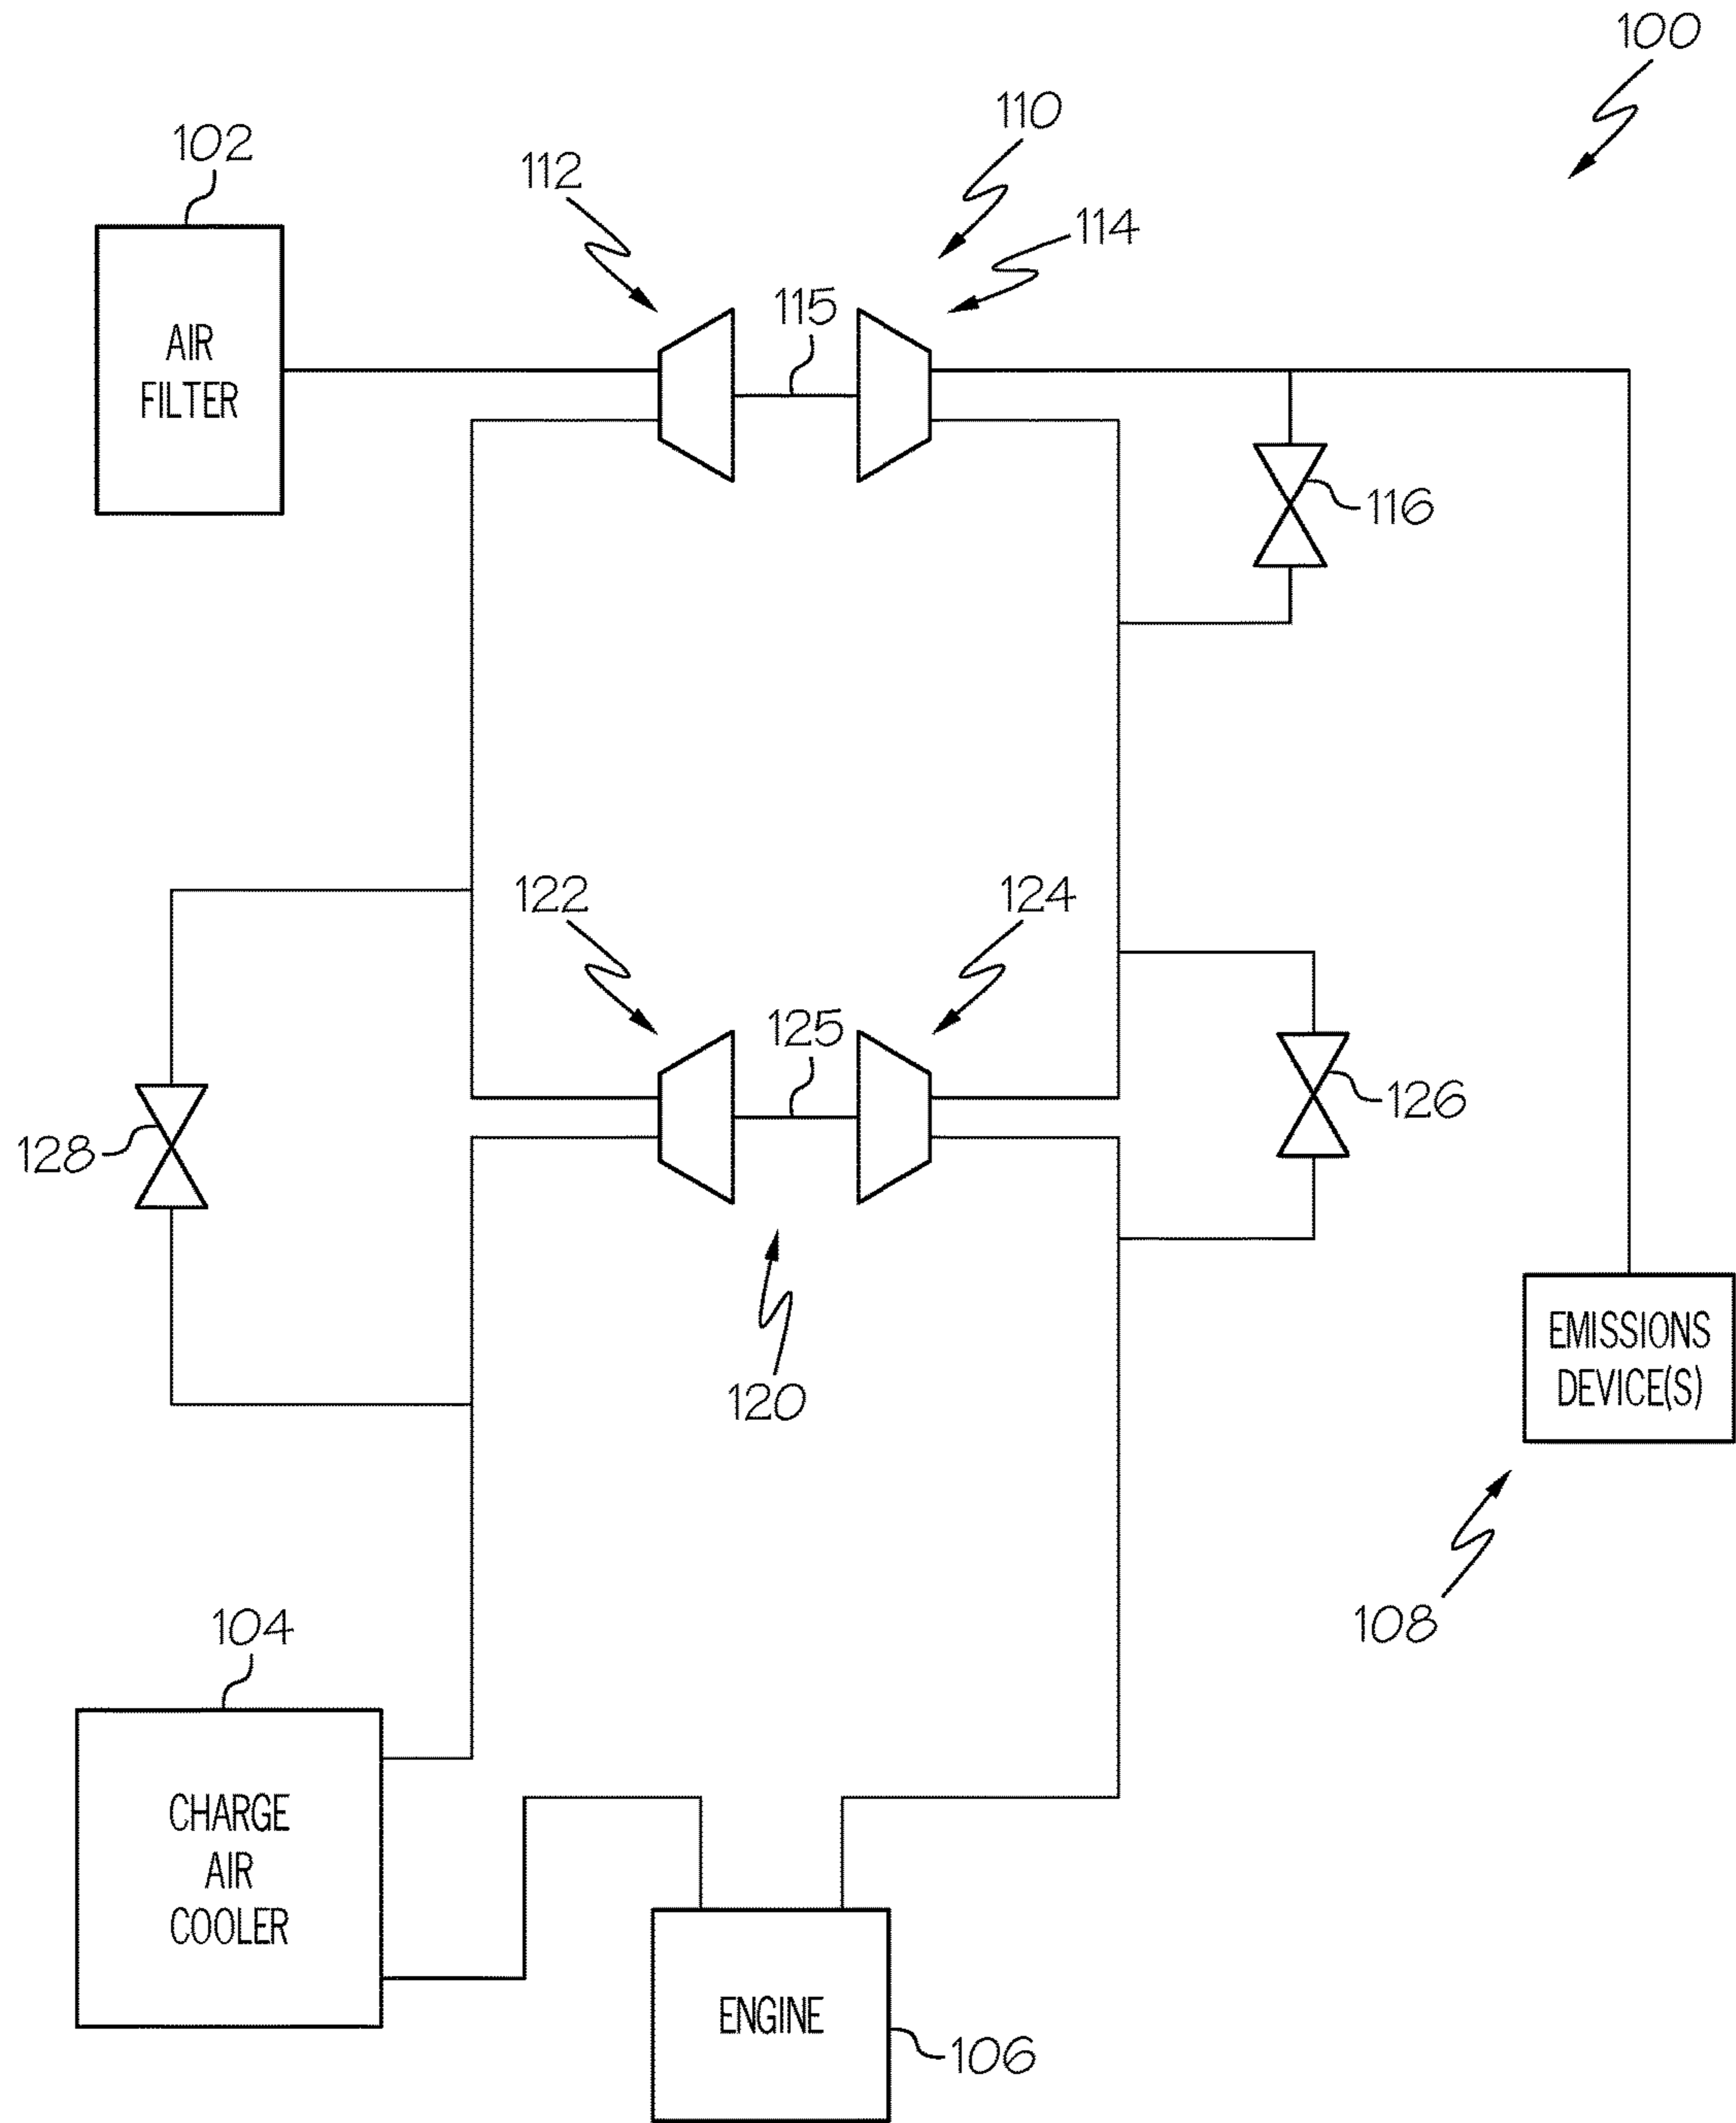 100
110
102
112
114
115
AIR
FILTER
116
122
124
125
126
128
120
EMISSIONS
DEVICE(S)
108
104
CHARGE
AIR
COOLER
ENGINE
106